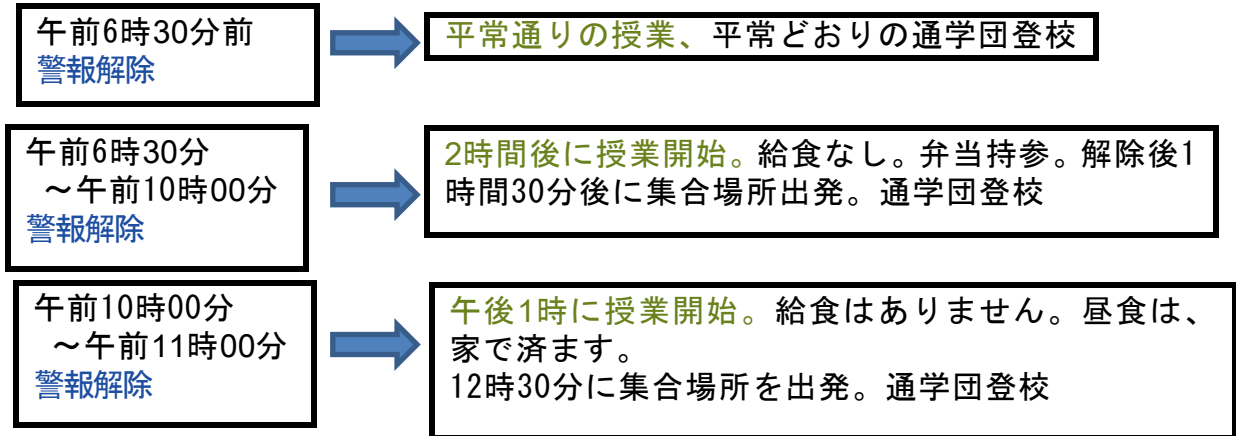 午前6時30分前
警報解除
平常通りの授業、平常どおりの通学団登校
午前6時30分
～午前10時00分
警報解除
2時間後に授業開始。給食なし。弁当持参。解除後1
時間30分後に集合場所出発。通学団登校
午前10時00分
～午前11時00分
警報解除
午後1時に授業開始。給食はありません。昼食は、
家で済ます。
12時30分に集合場所を出発。通学団登校